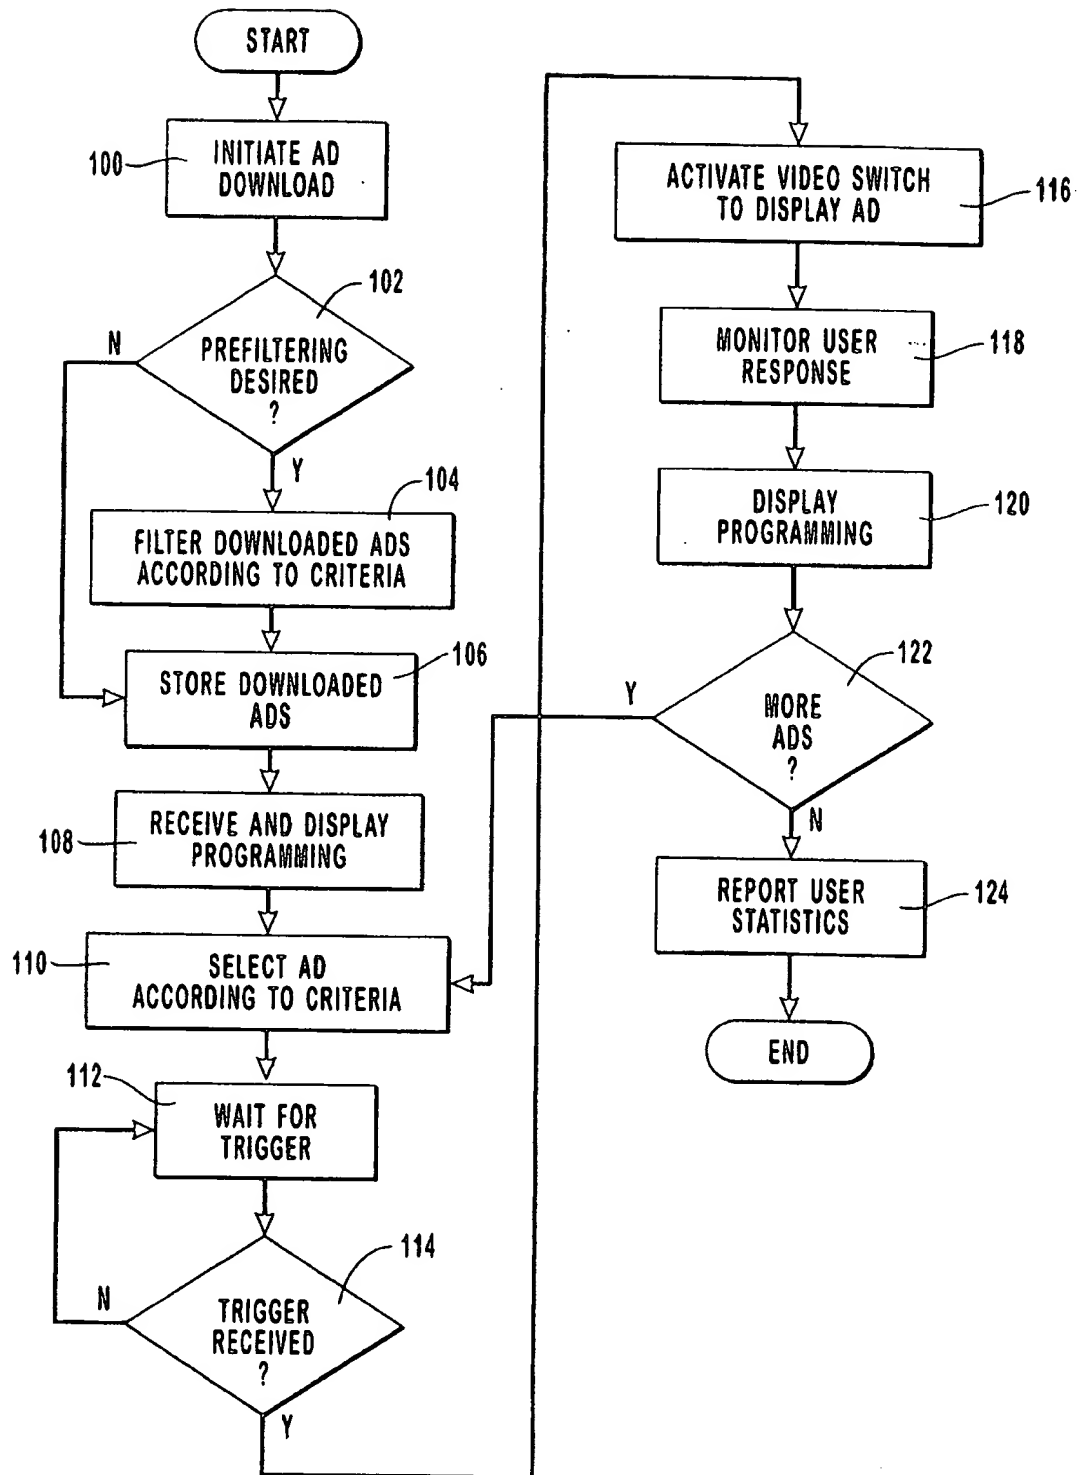 START
100
INITIATE AD
DOWNLOAD
102
N
PREFILTERING
DESIRED
?
Y
104
FILTER DOWNLOADED ADS
ACCORDING TO CRITERIA
106
STORE DOWNLOADED
ADS
108
RECEIVE AND DISPLAY
PROGRAMMING
110
SELECT AD
ACCORDING TO CRITERIA
112
WAIT FOR
TRIGGER
114
N
TRIGGER
RECEIVED
?
Y
ACTIVATE VIDEO SWITCH
TO DISPLAY AD
116
MONITOR USER
RESPONSE
118
DISPLAY
PROGRAMMING
120
122
Y
MORE
ADS
?
N
REPORT USER
STATISTICS
124
END